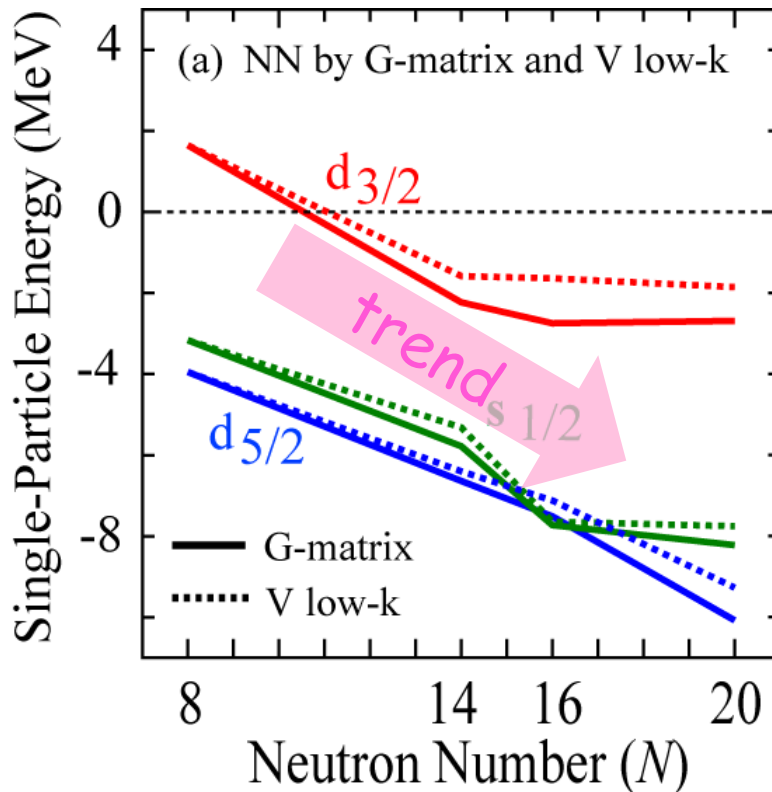 (a) NN by G-matrix and V low-k
Single-Particle Energy (MeV)
4
0
-4
-8
d3/2
trend
s 1/2
d5/2
G-matrix
V low-k
8 14 16 20
Neutron Number (N)